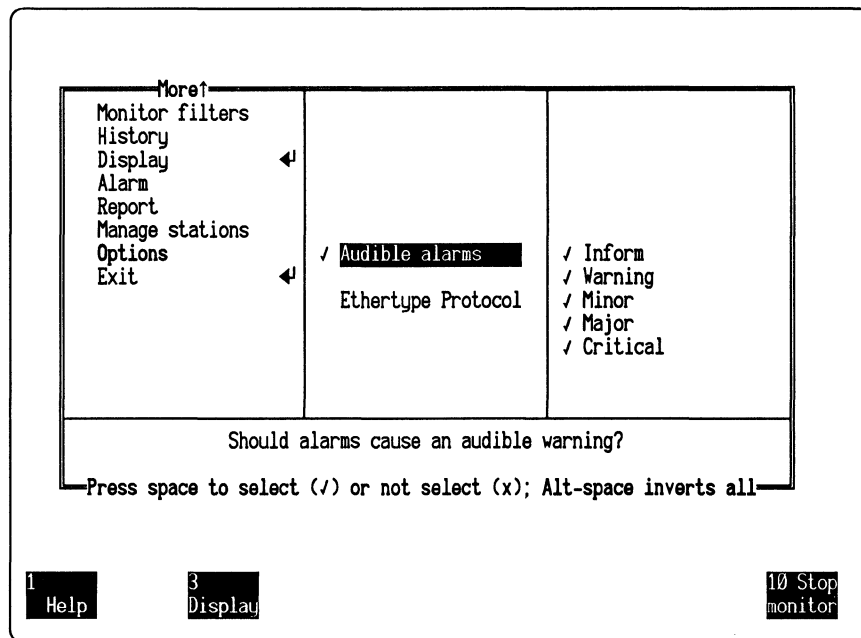 More↑
Monitor filters
History
Display ↵
Alarm
Report
Manage stations
Options
Exit ↵
√ Audible alarms
Ethertype Protocol
√ Inform
√ Warning
√ Minor
√ Major
√ Critical
Should alarms cause an audible warning?
Press space to select (√) or not select (x); Alt-space inverts all
1
Help
3
Display
10 Stop
monitor